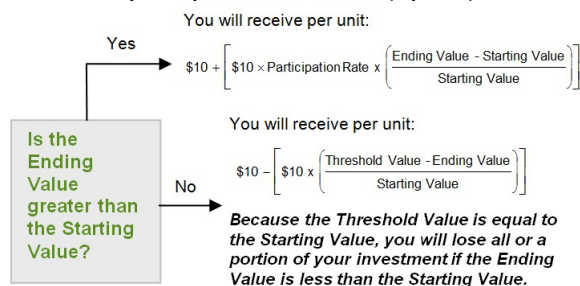 You will receive per unit:
Yes
$10 + [$10 × Participation Rate x (Ending Value - Starting Value / Starting Value)]
You will receive per unit:
Is the
Ending
Value
greater than
the Starting
Value?
No
$10 – [$10 x (Threshold Value - Ending Value / Starting Value)]
Because the Threshold Value is equal to
the Starting Value, you will lose all or a
portion of your investment if the Ending
Value is less than the Starting Value.